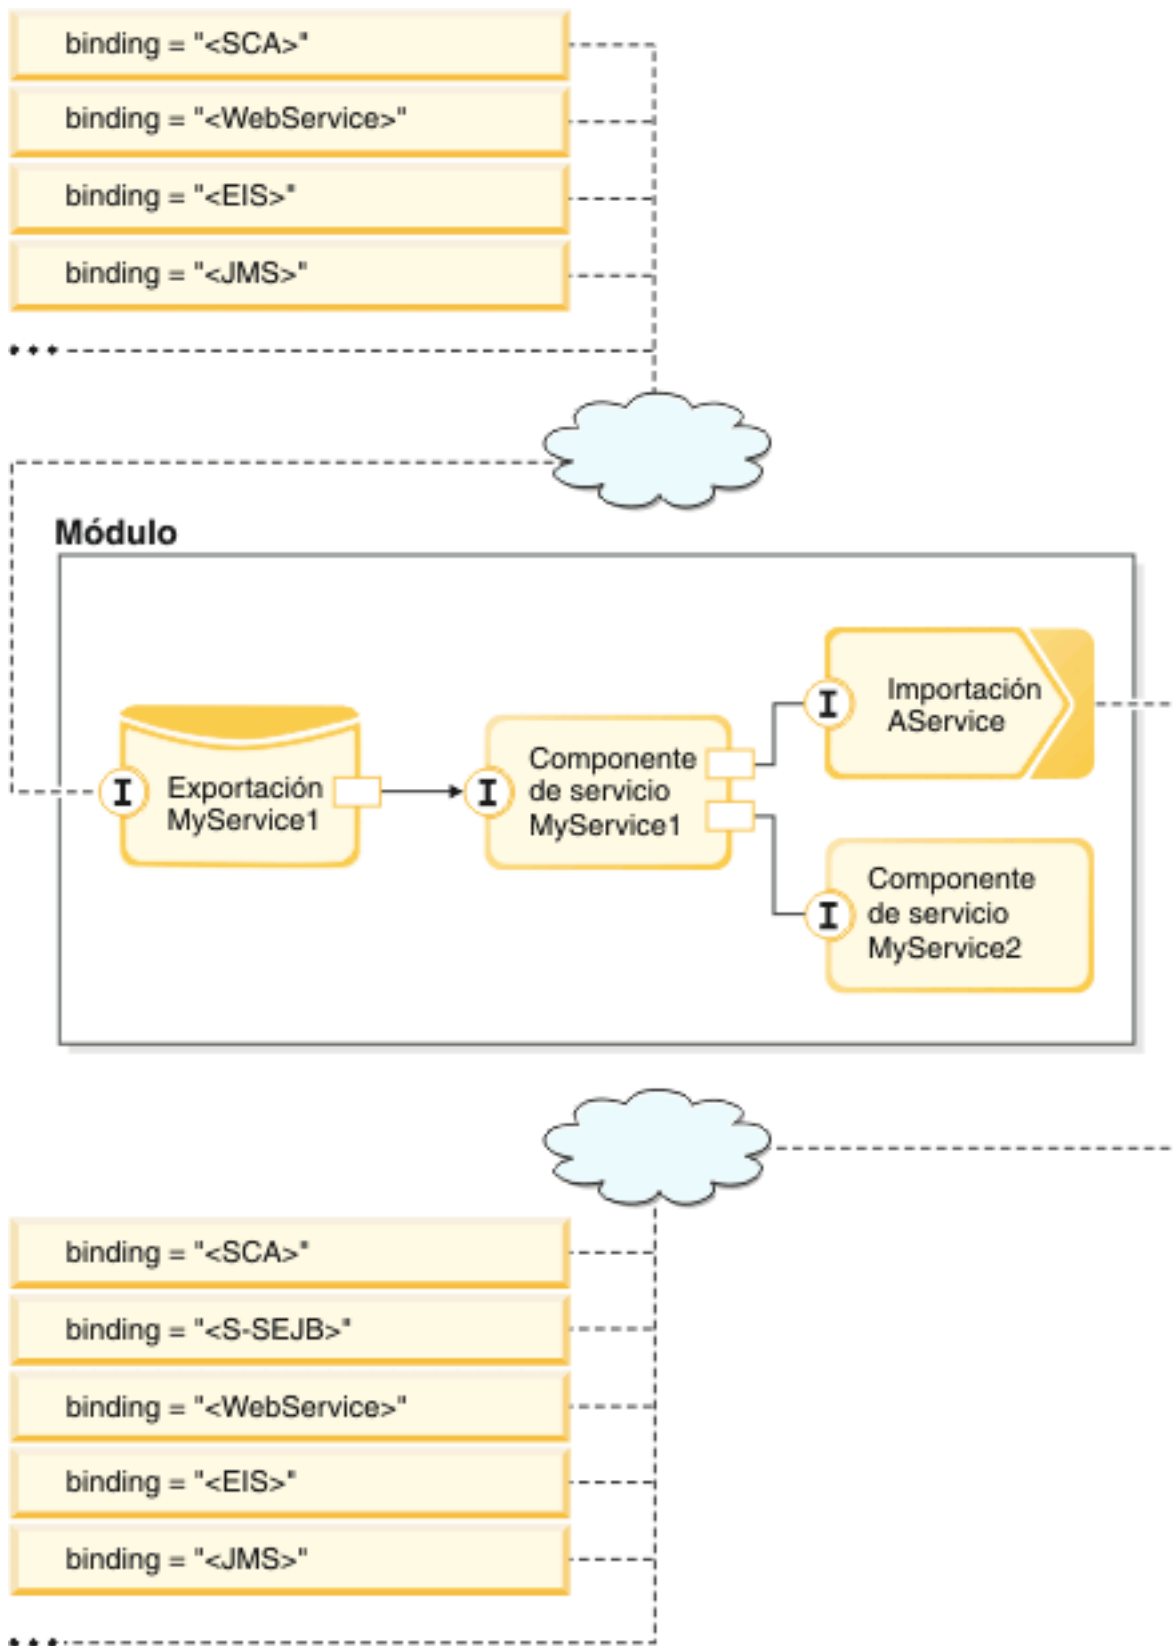 binding = "<SCA>"
binding = "<WebService>"
binding = "<EIS>"
binding = "<JMS>"
•••
Módulo
Exportación
MyService1
I
Componente
de servicio
MyService1
I
Importación
AService
I
Componente
de servicio
MyService2
I
binding = "<SCA>"
binding = "<S-SEJB>"
binding = "<WebService>"
binding = "<EIS>"
binding = "<JMS>"
•••